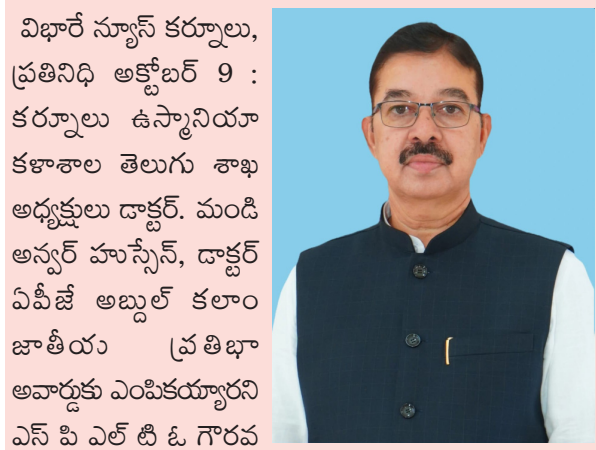 విభారే న్యూస్ కర్నూలు,
ప్రతినిధి అక్టోబర్ 9 :
కర్నూలు ఉస్మానియా
కళాశాల తెలుగు శాఖ
అధ్యక్షులు డాక్టర్. మండి
అన్వర్ హుస్సేన్, డాక్టర్
ఏపీజే అబ్దుల్ కలాం
జాతీయ ప్రతిభా
అవార్డుకు ఎంపికయ్యారని
ఎస్ పి ఎల్ టి ఓ గౌరవ